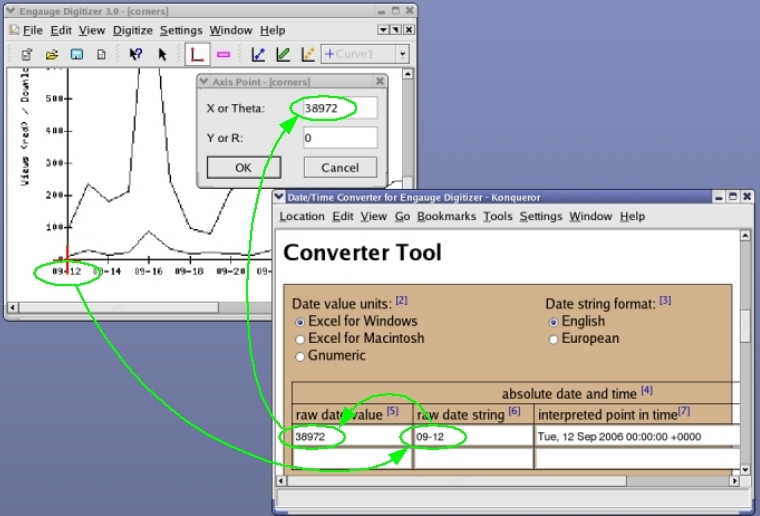 Engauge Digitizer 3.0 - [corners]
File Edit View Digitize Settings Window Help
Curve1
Views (red) / Downlo
500
400
300
200
100
0
09-12 09-14 09-16 09-18 09-20 09
Axis Point - [corners]
X or Theta: 38972
Y or R: 0
OK Cancel
Date/Time Converter for Engauge Digitizer - Konqueror
Location Edit View Go Bookmarks Tools Settings Window Help
Converter Tool
Date value units: [2] Date string format: [3]
Excel for Windows English
Excel for Macintosh European
Gnumeric
absolute date and time [4]
raw date value [5] raw date string [6] interpreted point in time[7]
38972 09-12 Tue, 12 Sep 2006 00:00:00 +0000